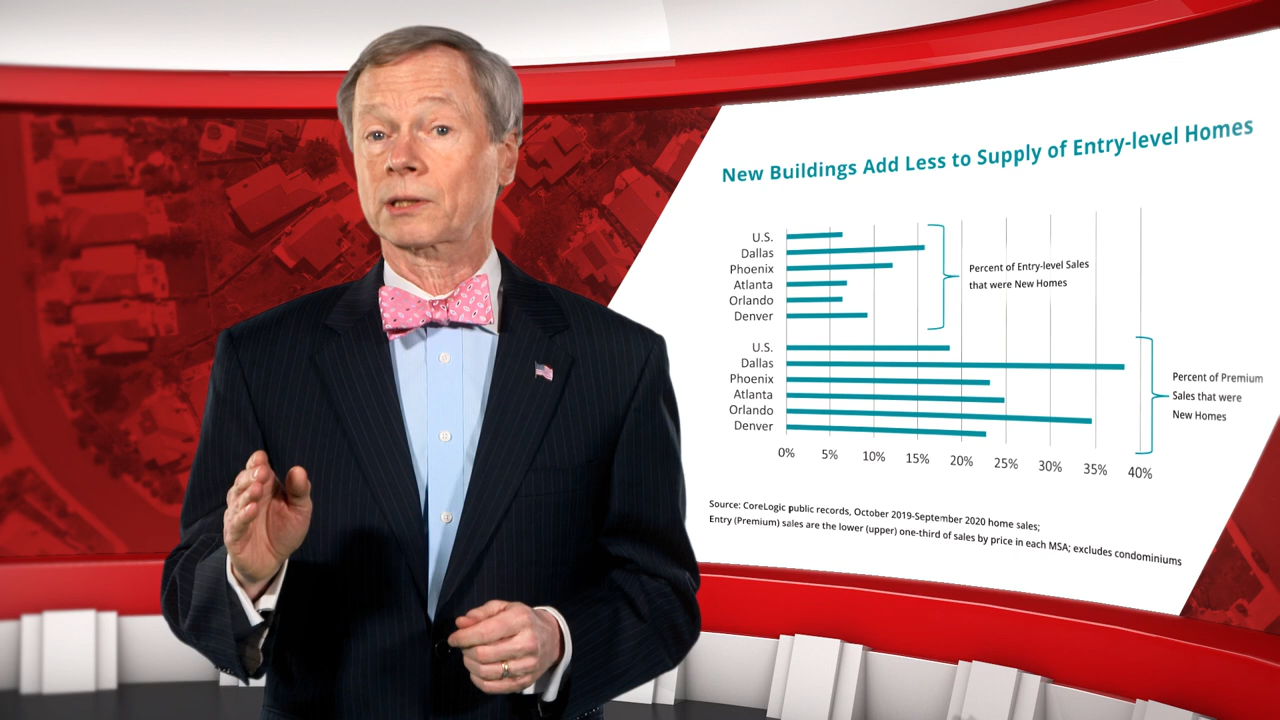 New Buildings Add Less to Supply of Entry-level Homes
U.S.
Dallas
Phoenix
Atlanta
Orlando
Denver
Percent of Entry-level Sales
that were New Homes
U.S.
Dallas
Phoenix
Atlanta
Orlando
Denver
Percent of Premium
Sales that were
New Homes
0% 5% 10% 15% 20% 25% 30% 35% 40%
Source: CoreLogic public records, October 2019-September 2020 home sales;
Entry (Premium) sales are the lower (upper) one-third of sales by price in each MSA; excludes condominiums